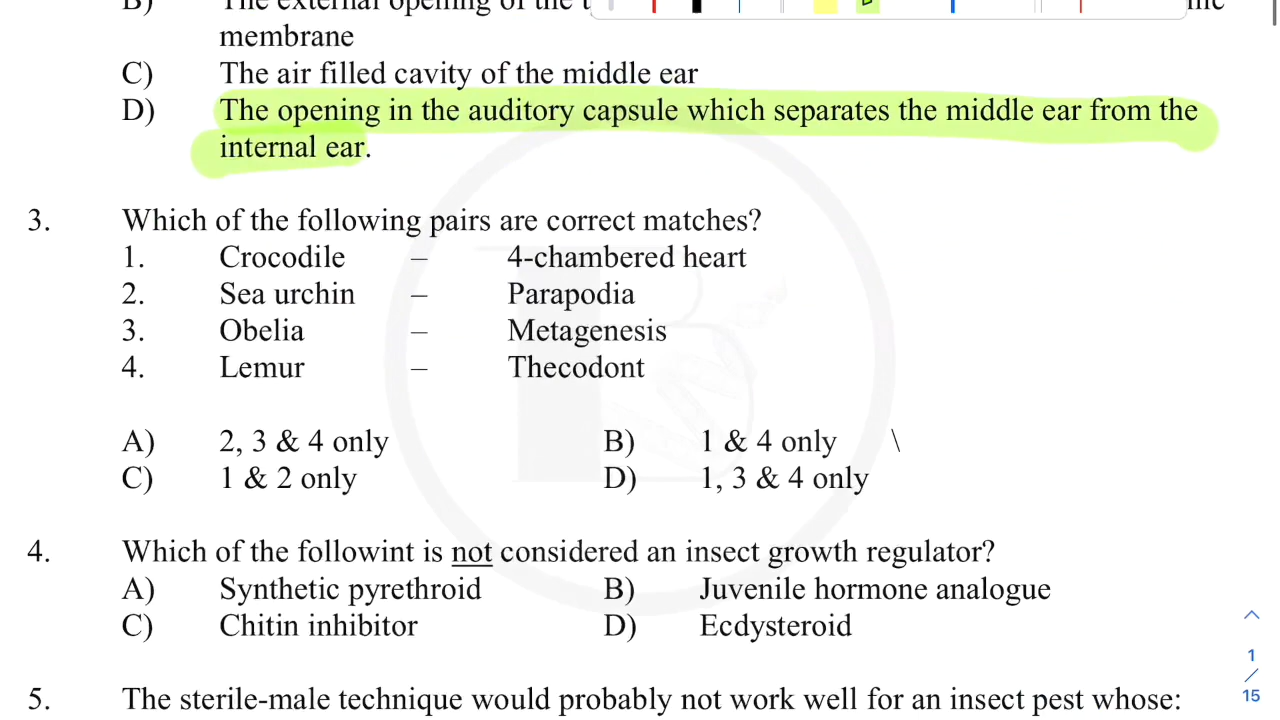 B) The external opening of the
membrane
C) The air filled cavity of the middle ear
D) The opening in the auditory capsule which separates the middle ear from the
internal ear.
3. Which of the following pairs are correct matches?
1. Crocodile – 4-chambered heart
2. Sea urchin – Parapodia
3. Obelia – Metagenesis
4. Lemur – Thecodont
A) 2, 3 & 4 only B) 1 & 4 only \
C) 1 & 2 only D) 1, 3 & 4 only
4. Which of the followint is not considered an insect growth regulator?
A) Synthetic pyrethroid B) Juvenile hormone analogue
C) Chitin inhibitor D) Ecdysteroid
5. The sterile-male technique would probably not work well for an insect pest whose:
1
/
15